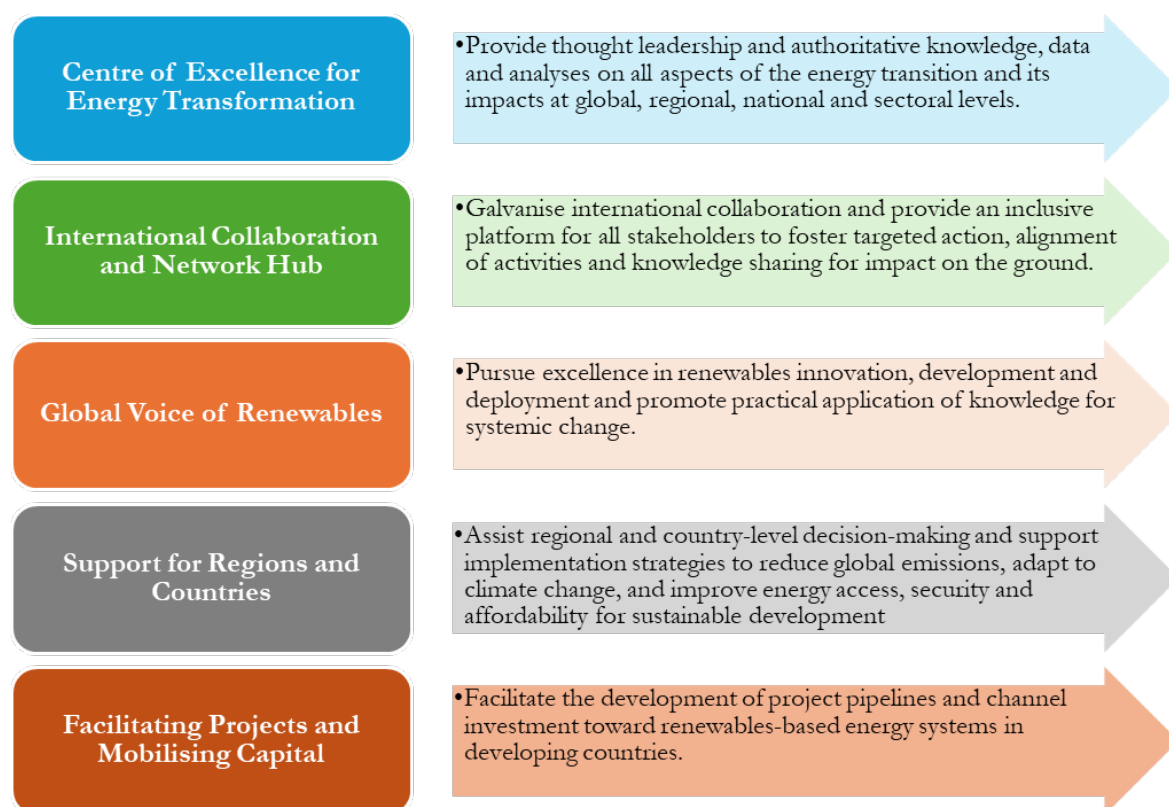 Centre of Excellence for
Energy Transformation
•Provide thought leadership and authoritative knowledge, data
and analyses on all aspects of the energy transition and its
impacts at global, regional, national and sectoral levels.
International Collaboration
and Network Hub
•Galvanise international collaboration and provide an inclusive
platform for all stakeholders to foster targeted action, alignment
of activities and knowledge sharing for impact on the ground.
Global Voice of Renewables
•Pursue excellence in renewables innovation, development and
deployment and promote practical application of knowledge for
systemic change.
Support for Regions and
Countries
•Assist regional and country-level decision-making and support
implementation strategies to reduce global emissions, adapt to
climate change, and improve energy access, security and
affordability for sustainable development
Facilitating Projects and
Mobilising Capital
•Facilitate the development of project pipelines and channel
investment toward renewables-based energy systems in
developing countries.